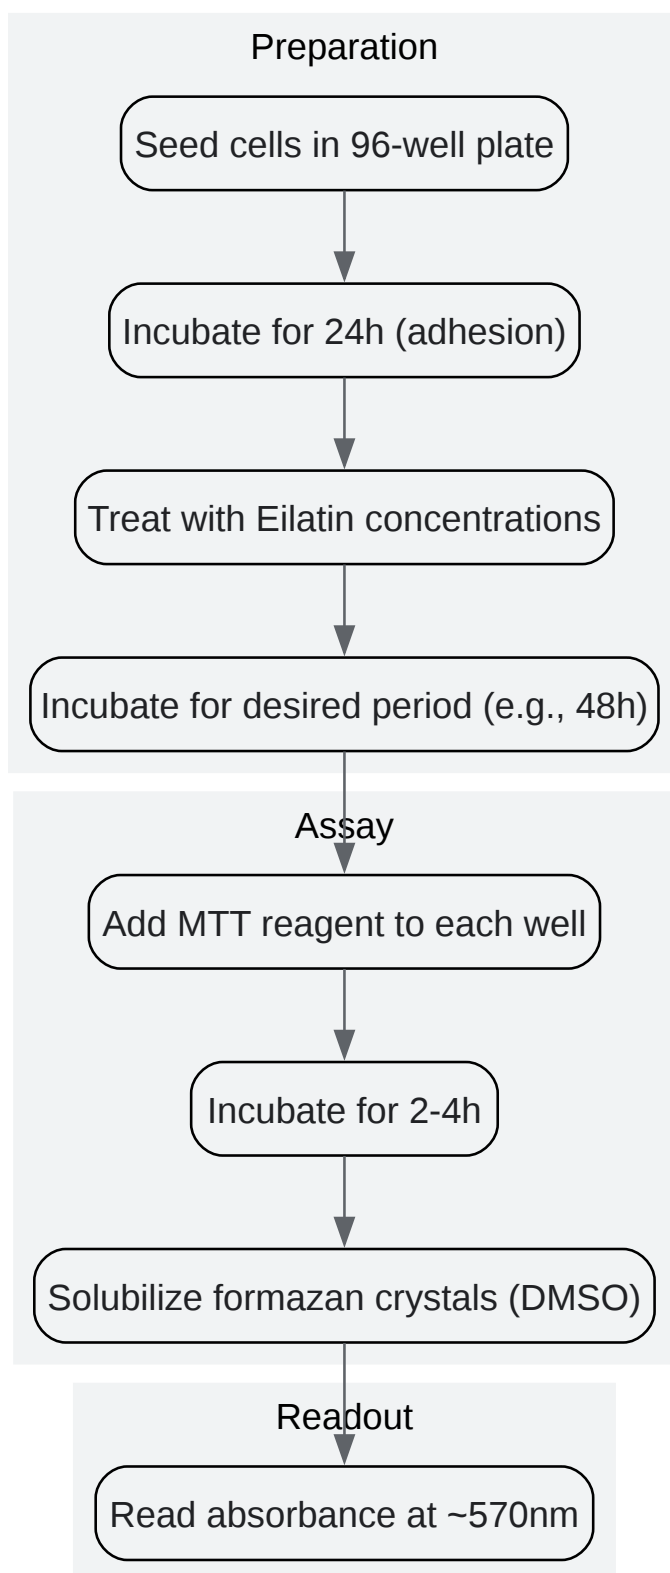 Preparation
Seed cells in 96-well plate
Incubate for 24h (adhesion)
Treat with Eilatin concentrations
Incubate for desired period (e.g., 48h)
Assay
Add MTT reagent to each well
Incubate for 2-4h
Solubilize formazan crystals (DMSO)
Readout
Read absorbance at ~570nm